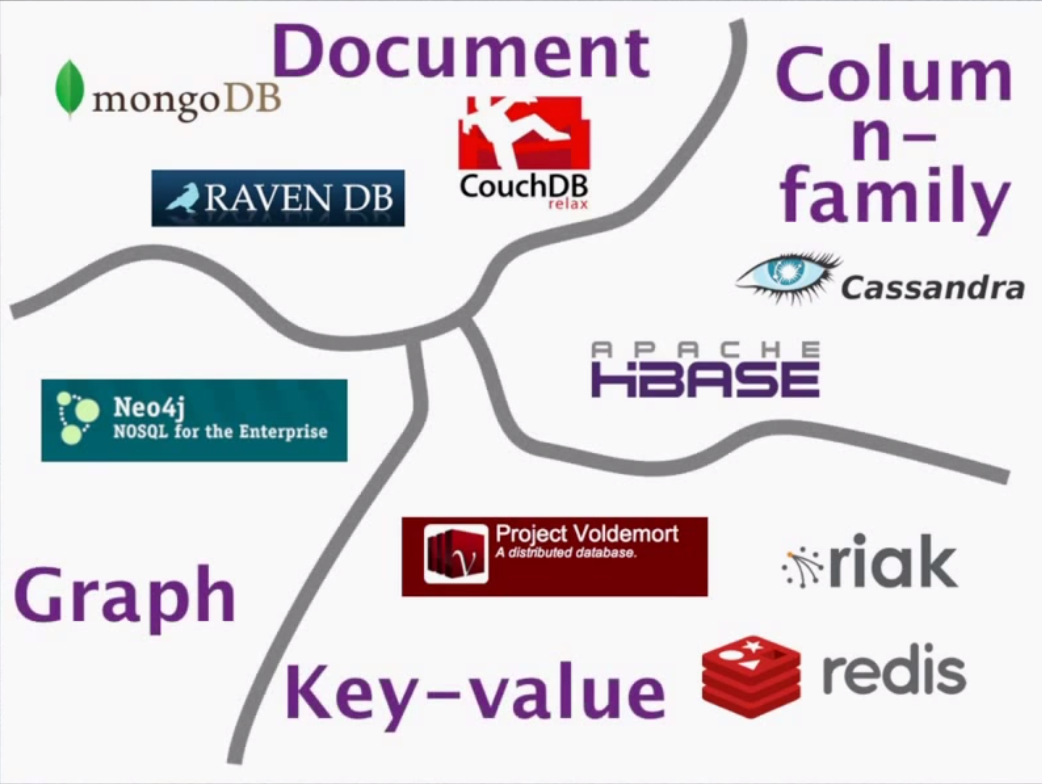 Document
mongoDB
CouchDB
relax
RAVEN DB
Colum
n-
family
Cassandra
APACHE
HBASE
Neo4j
NOSQL for the Enterprise
Graph
Project Voldemort
A distributed database.
riak
redis
Key-value